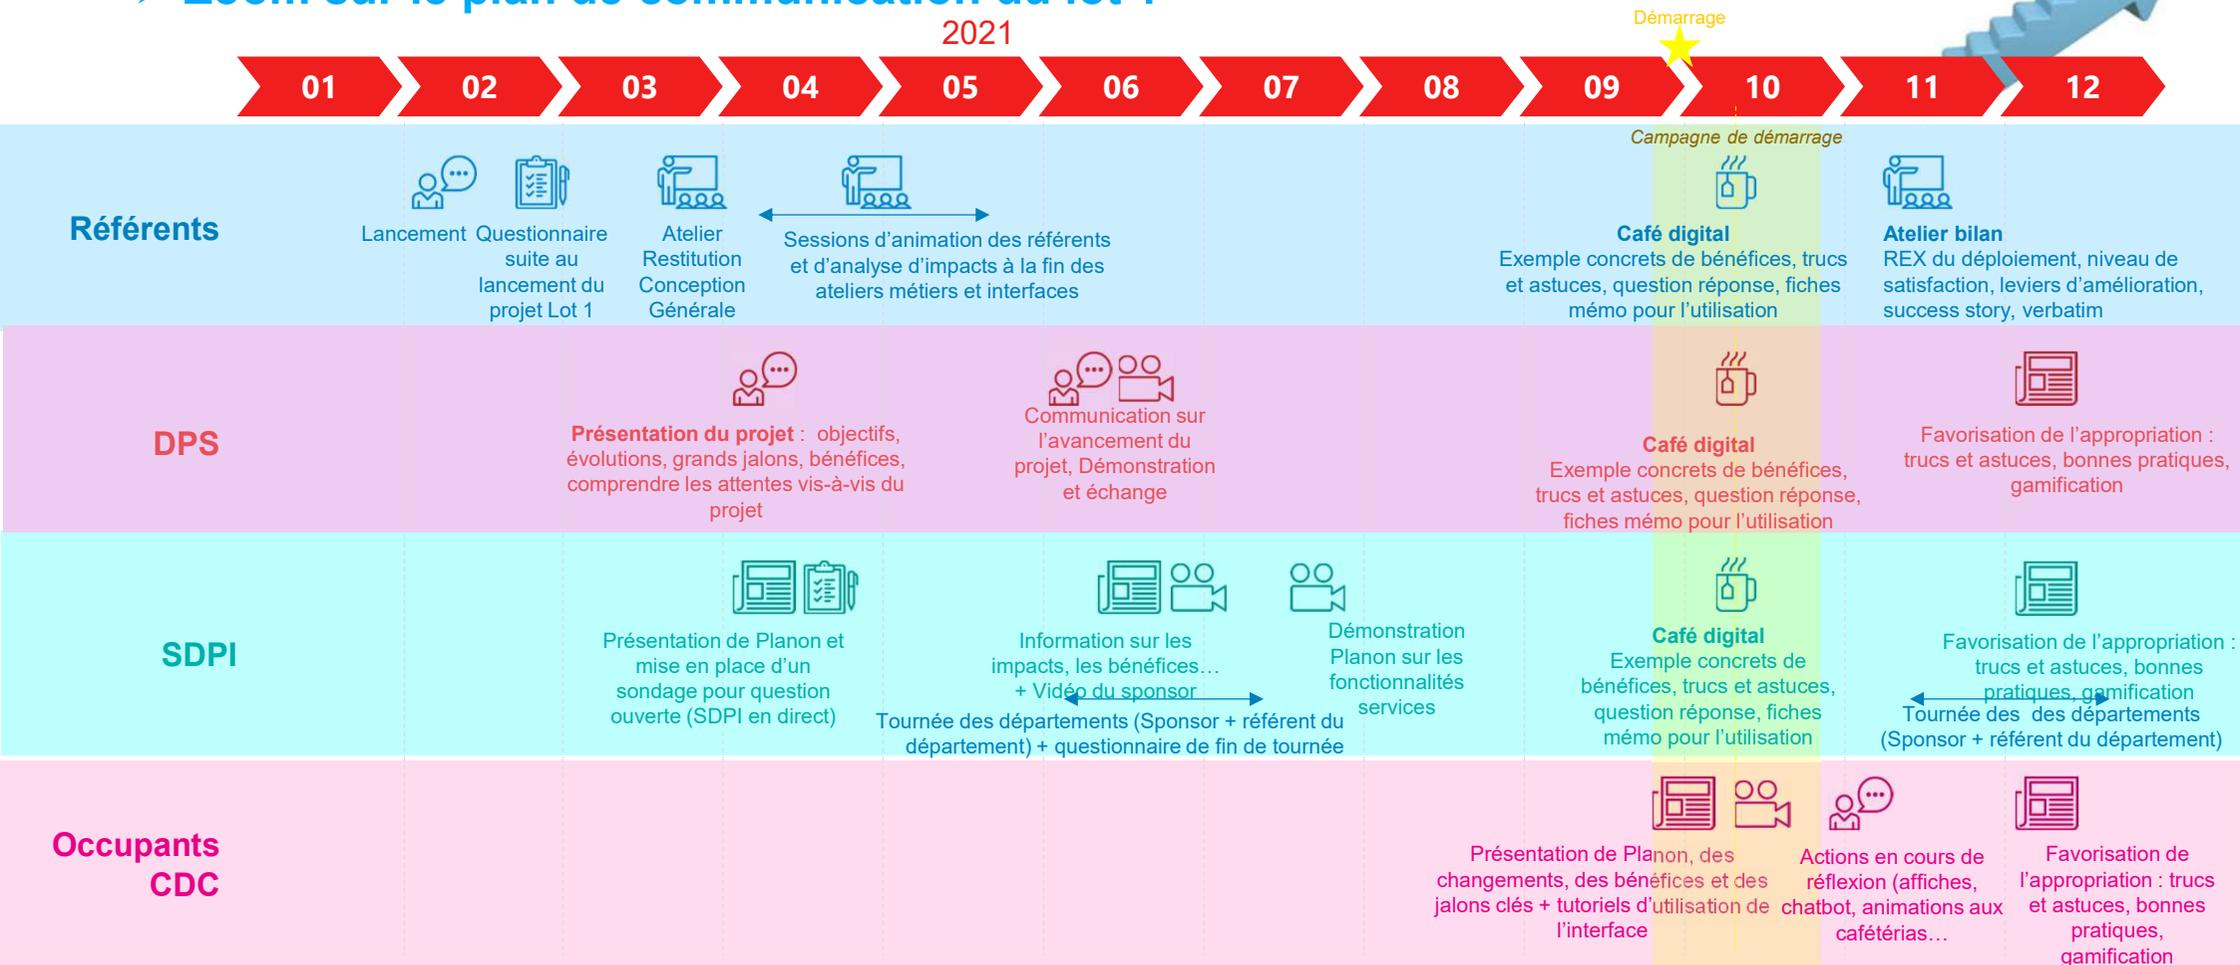 Zoom sur le plan de communication du lot 1
2021
Démarrage
01 02 03 04 05 06 07 08 09 10 11 12
Campagne de démarrage
Référents
Lancement
Questionnaire
suite au
lancement du
projet Lot 1
Atelier
Restitution
Conception
Générale
Sessions d’animation des référents
et d’analyse d’impacts à la fin des
ateliers métiers et interfaces
Café digital
Exemple concrets de bénéfices, trucs
et astuces, question réponse, fiches
mémo pour l’utilisation
Atelier bilan
REX du déploiement, niveau de
satisfaction, leviers d’amélioration,
success story, verbatim
DPS
Présentation du projet :  objectifs,
évolutions, grands jalons, bénéfices,
comprendre les attentes vis-à-vis du
projet
Communication sur
l’avancement du
projet, Démonstration
et échange
Café digital
Exemple concrets de bénéfices,
trucs et astuces, question réponse,
fiches mémo pour l’utilisation
Favorisation de l’appropriation :
trucs et astuces, bonnes pratiques,
gamification
SDPI
Présentation de Planon et
mise en place d’un
sondage pour question
ouverte (SDPI en direct)
Information sur les
impacts, les bénéfices…
+ Vidéo du sponsor
Tournée des départements (Sponsor + référent du
département) + questionnaire de fin de tournée
Démonstration
Planon sur les
fonctionnalités
services
Café digital
Exemple concrets de
bénéfices, trucs et astuces,
question réponse, fiches
mémo pour l’utilisation
Favorisation de l’appropriation :
trucs et astuces, bonnes
pratiques, gamification
Tournée des  des départements
(Sponsor + référent du département)
Occupants
CDC
Présentation de Planon, des
changements, des bénéfices et des
jalons clés + tutoriels d’utilisation de
l’interface
Actions en cours de
réflexion (affiches,
chatbot, animations aux
cafétérias…
Favorisation de
l’appropriation : trucs
et astuces, bonnes
pratiques,
gamification